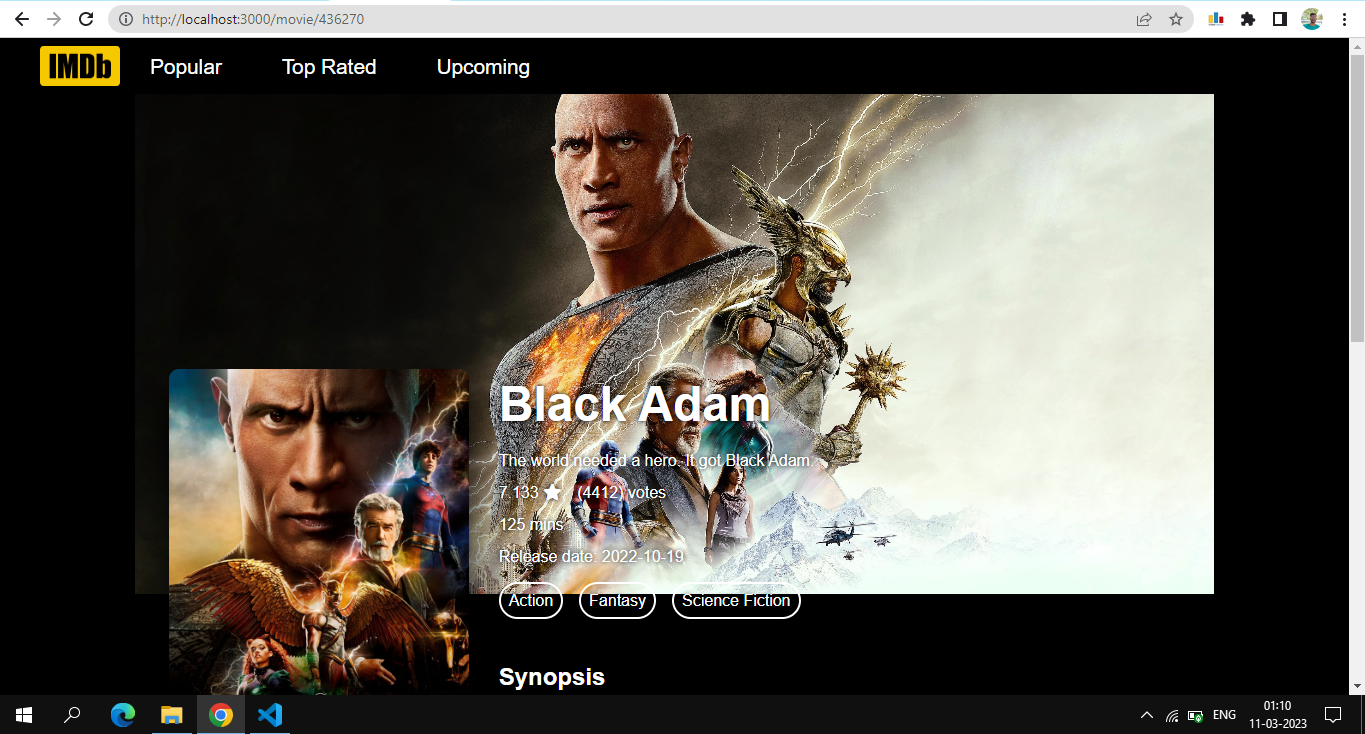 http://localhost:3000/movie/436270
IMDb Popular Top Rated Upcoming
Black Adam
The world needed a hero. It got Black Adam.
7.133 ★ (4412) votes
125 mins
Release date: 2022-10-19
Action Fantasy Science Fiction
Synopsis
ENG
01:10
11-03-2023